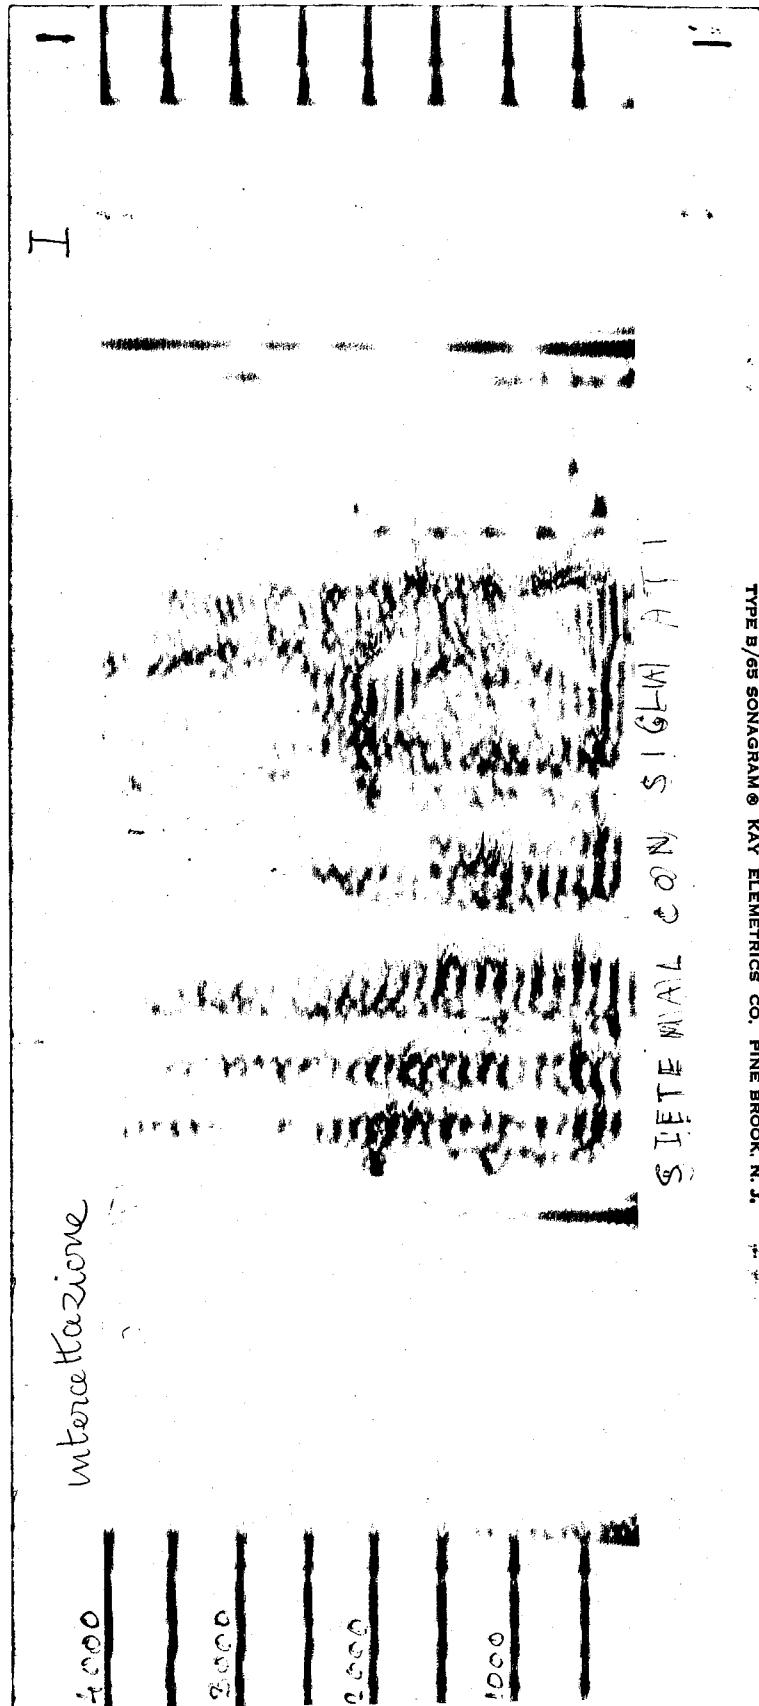 I
intercettazione
4000
3000
2000
1000
SIETE MAL CON SIGLIATI
TYPE B/65 SONAGRAM ® KAY ELEMETRICS CO. PINE BROOK, N. J.